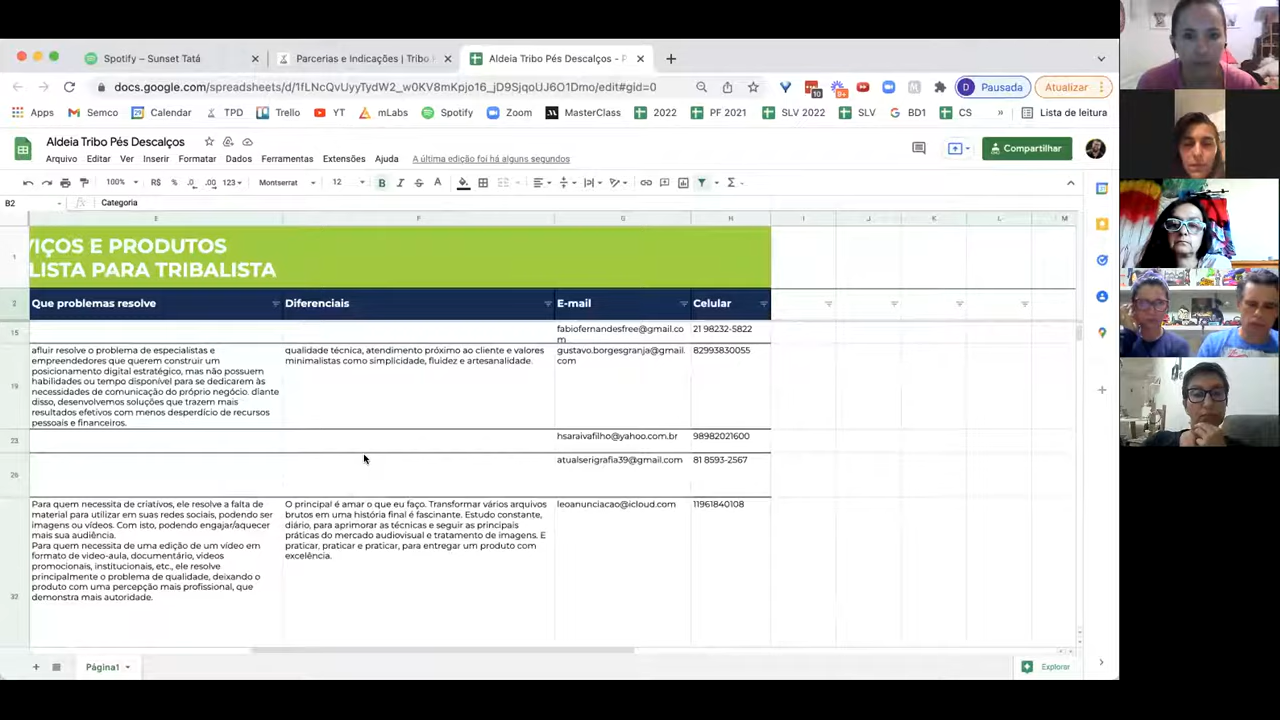 Spotify – Sunset Tatá
Parcerias e Indicações | Tribo
Aldeia Tribo Pés Descalços - P
docs.google.com/spreadsheets/d/1fLNcQvUyyTHJW2_w0KV8mKpjo16_jD9SjqoUJ6O1Dmo/edit#gid=0
10
9+
D
Pausada
Atualizar
Apps
Semco
Calendar
TPD
Trello
YT
mLabs
Spotify
Zoom
MasterClass
2022
PF 2021
SLV 2022
SLV
BD1
CS
»
Lista de leitura
Aldeia Tribo Pés Descalços
Arquivo
Editar
Ver
Inserir
Formatar
Dados
Ferramentas
Extensões
Ajuda
A última edição foi há alguns segundos
Compartilhar
100%
R$
%
.0
.00
123
Montserrat
12
B
I
S
A
Σ
B2
fx
Categoria
E
F
G
H
I
J
K
L
M
1
VIÇOS E PRODUTOS
LISTA PARA TRIBALISTA
2
Que problemas resolve
Diferenciais
E-mail
Celular
15
fabiofernandesfree@gmail.co
m
21 98232-5822
19
afluir resolve o problema de especialistas e
empreendedores que querem construir um
posicionamento digital estratégico, mas não possuem
habilidades ou tempo disponível para se dedicarem às
necessidades de comunicação do próprio negócio. diante
disso, desenvolvemos soluções que trazem mais
resultados efetivos com menos desperdício de recursos
pessoais e financeiros.
qualidade técnica, atendimento próximo ao cliente e valores
minimalistas como simplicidade, fluidez e artesanalidade.
gustavo.borgesgranja@gmail.
com
82993830055
23
hsaraivafilho@yahoo.com.br
98982021600
26
atualserigrafia39@gmail.com
81 8593-2567
Para quem necessita de criativos, ele resolve a falta de
material para utilizar em suas redes sociais, podendo ser
imagens ou vídeos. Com isto, podendo engajar/aquecer
mais sua audiência.
Para quem necessita de uma edição de um vídeo em
formato de video-aula, documentário, vídeos
promocionais, institucionais, etc., ele resolve
principalmente o problema de qualidade, deixando o
produto com uma percepção mais profissional, que
demonstra mais autoridade.
O principal é amar o que eu faço. Transformar vários arquivos
brutos em uma história final é fascinante. Estudo constante,
diário, para aprimorar as técnicas e seguir as principais
práticas do mercado audiovisual e tratamento de imagens. E
praticar, praticar e praticar, para entregar um produto com
excelência.
leoanunciacao@icloud.com
11961840108
Página1
Explorar